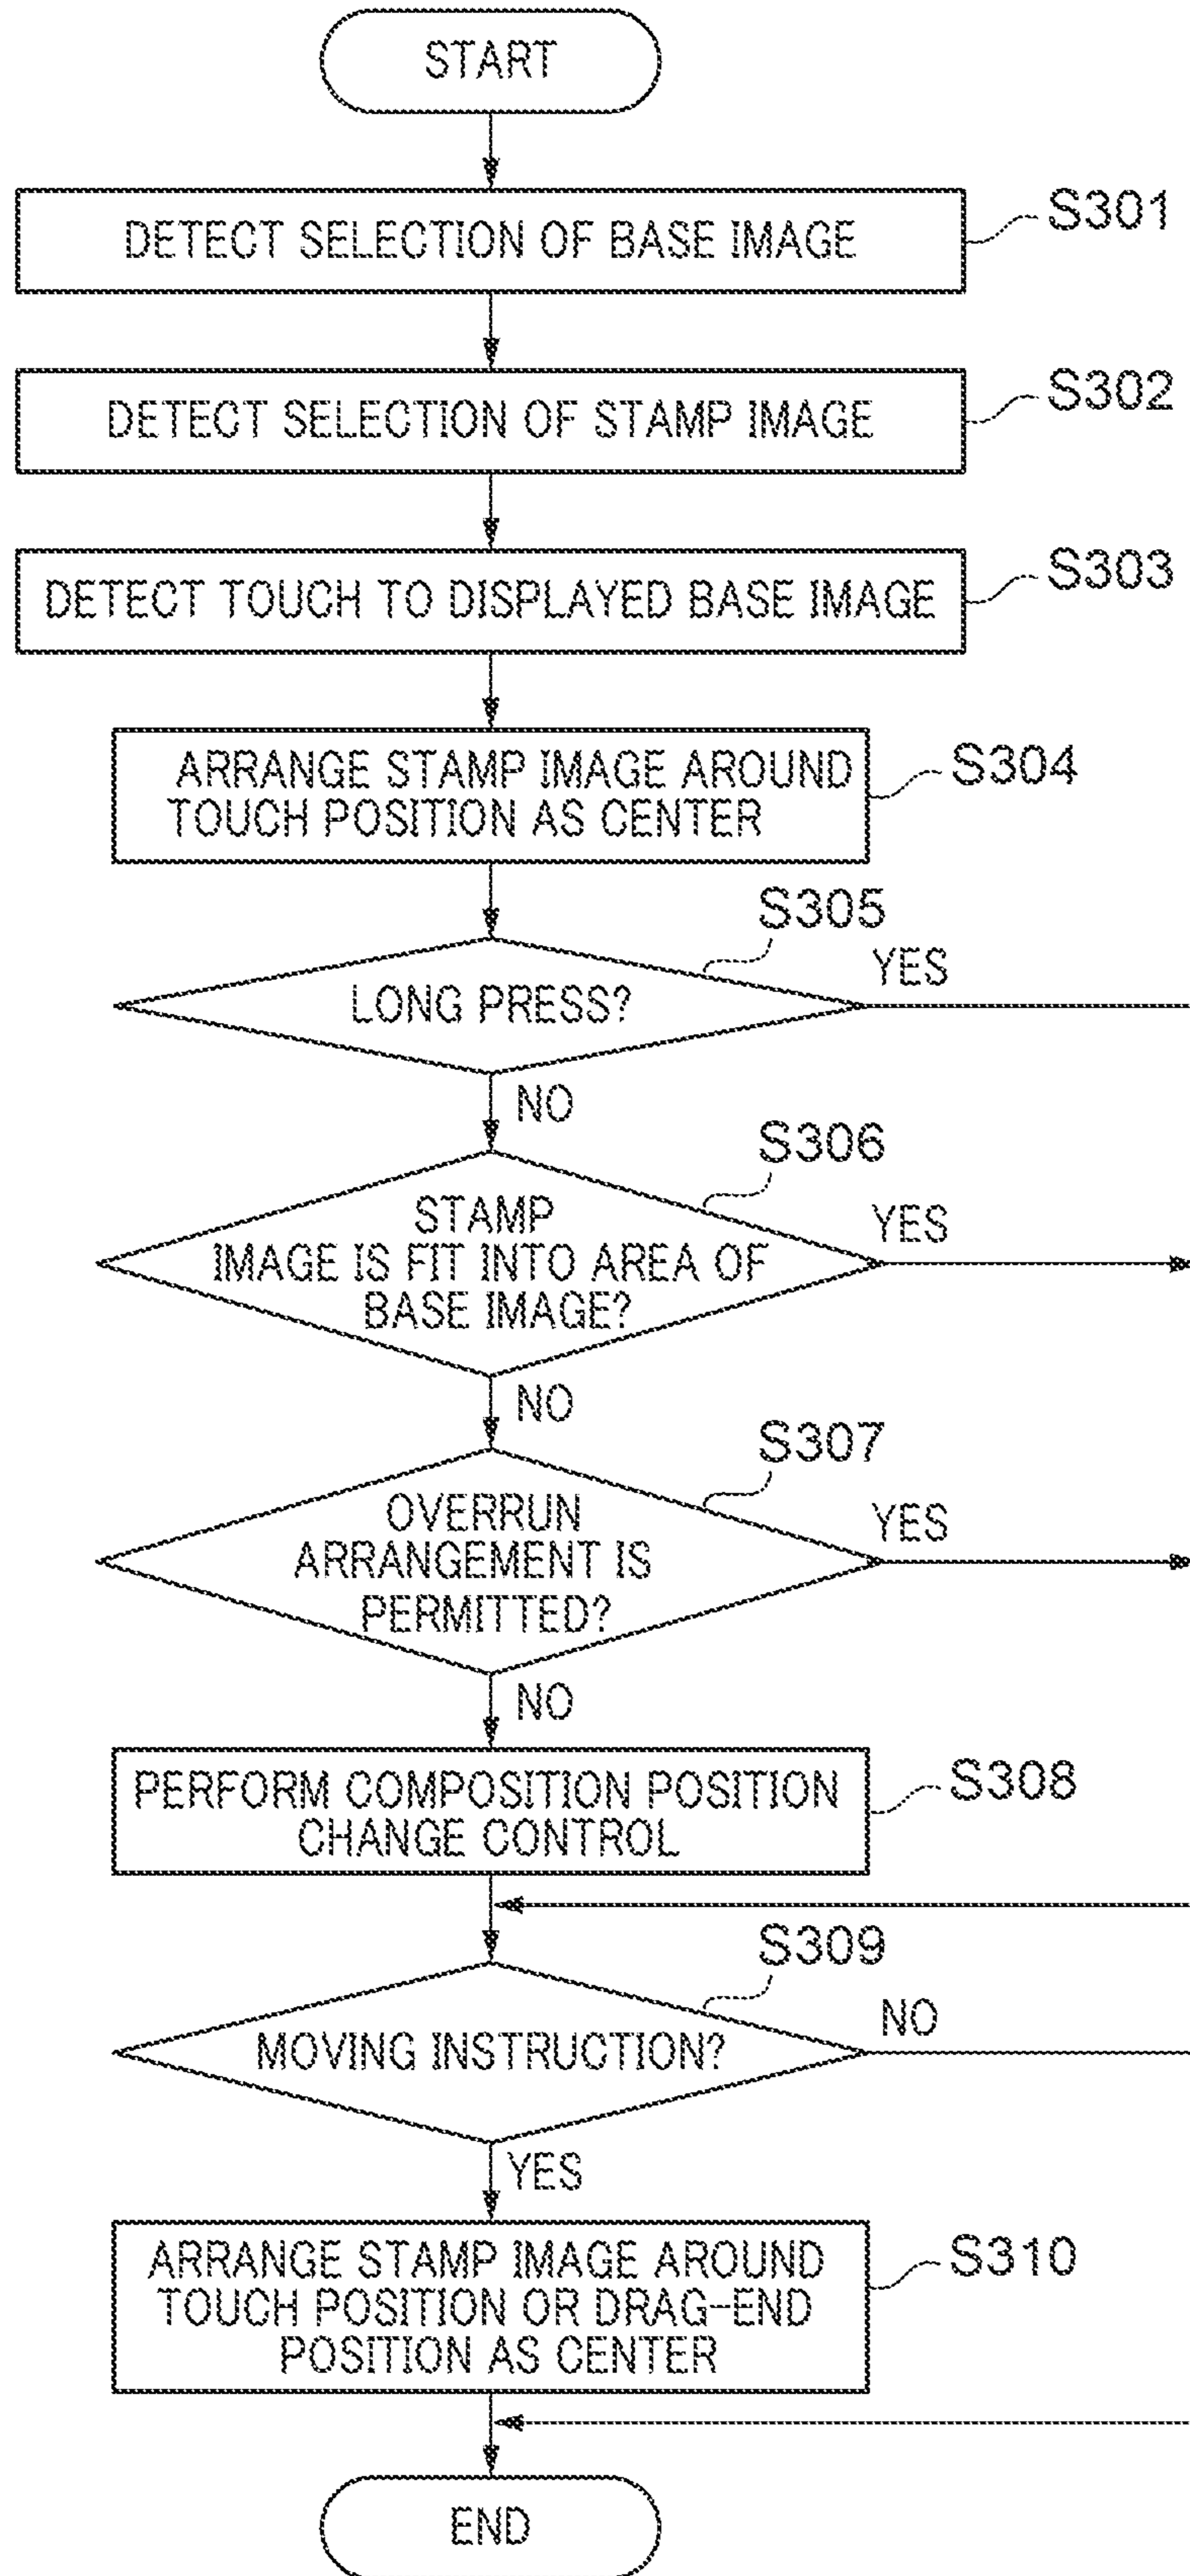 START
DETECT SELECTION OF BASE IMAGE
S301
DETECT SELECTION OF STAMP IMAGE
S302
DETECT TOUCH TO DISPLAYED BASE IMAGE
S303
ARRANGE STAMP IMAGE AROUND
TOUCH POSITION AS CENTER
S304
S305
LONG PRESS?
YES
NO
S306
STAMP
IMAGE IS FIT INTO AREA OF
BASE IMAGE?
YES
NO
S307
OVERRUN
ARRANGEMENT IS
PERMITTED?
YES
NO
PERFORM COMPOSITION POSITION
CHANGE CONTROL
S308
S309
MOVING INSTRUCTION?
NO
YES
ARRANGE STAMP IMAGE AROUND
TOUCH POSITION OR DRAG-END
POSITION AS CENTER
S310
END